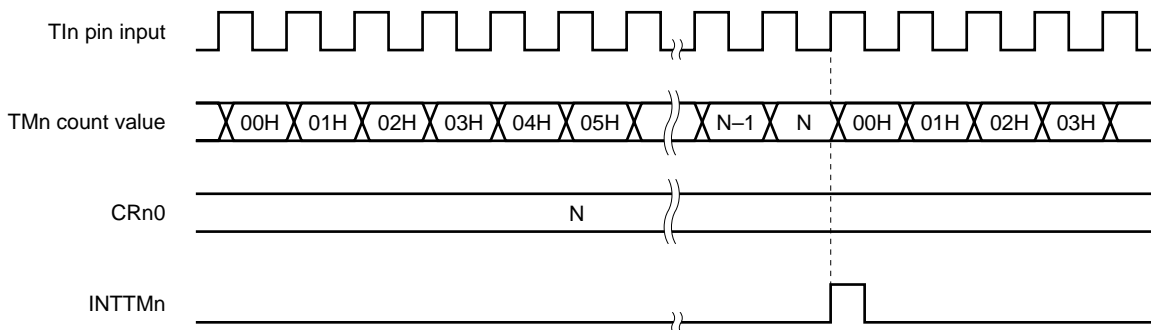 TIn pin input
TMn count value 00H 01H 02H 03H 04H 05H N–1 N 00H 01H 02H 03H
CRn0 N
INTTMn